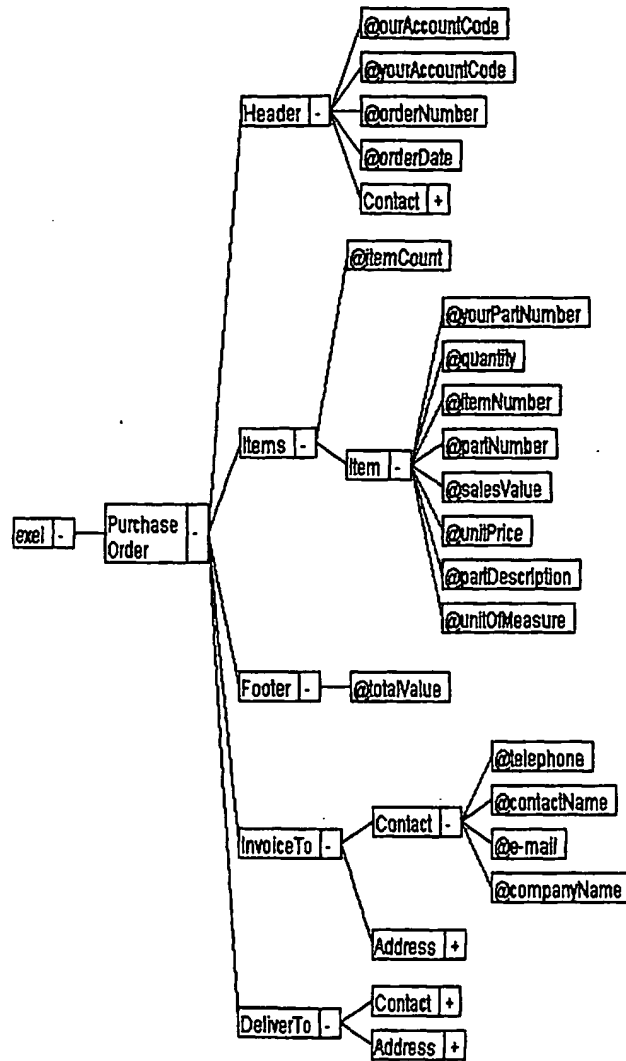 @ourAccountCode
@yourAccountCode
Header -
@orderNumber
@orderDate
Contact +
@itemCount
@yourPartNumber
@quantity
@itemNumber
Items -
Item -
@partNumber
@salesValue
exel -
Purchase
Order -
@unitPrice
@partDescription
@unitOfMeasure
Footer -
@totalValue
@telephone
@contactName
Contact -
InvoiceTo -
@e-mail
@companyName
Address +
Contact +
DeliverTo -
Address +